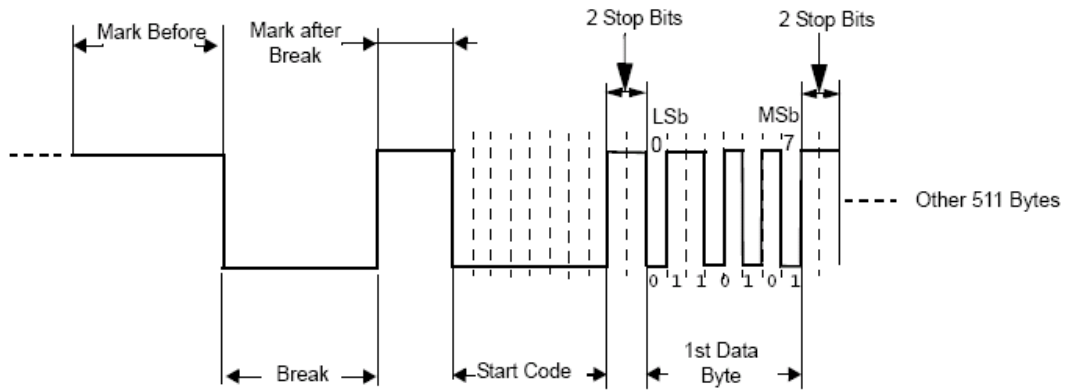 2 Stop Bits
2 Stop Bits
Mark Before
Mark after
Break
LSb
0
MSb
7
Other 511 Bytes
0 1 1 0 1 0 1
Break
Start Code
1st Data
Byte